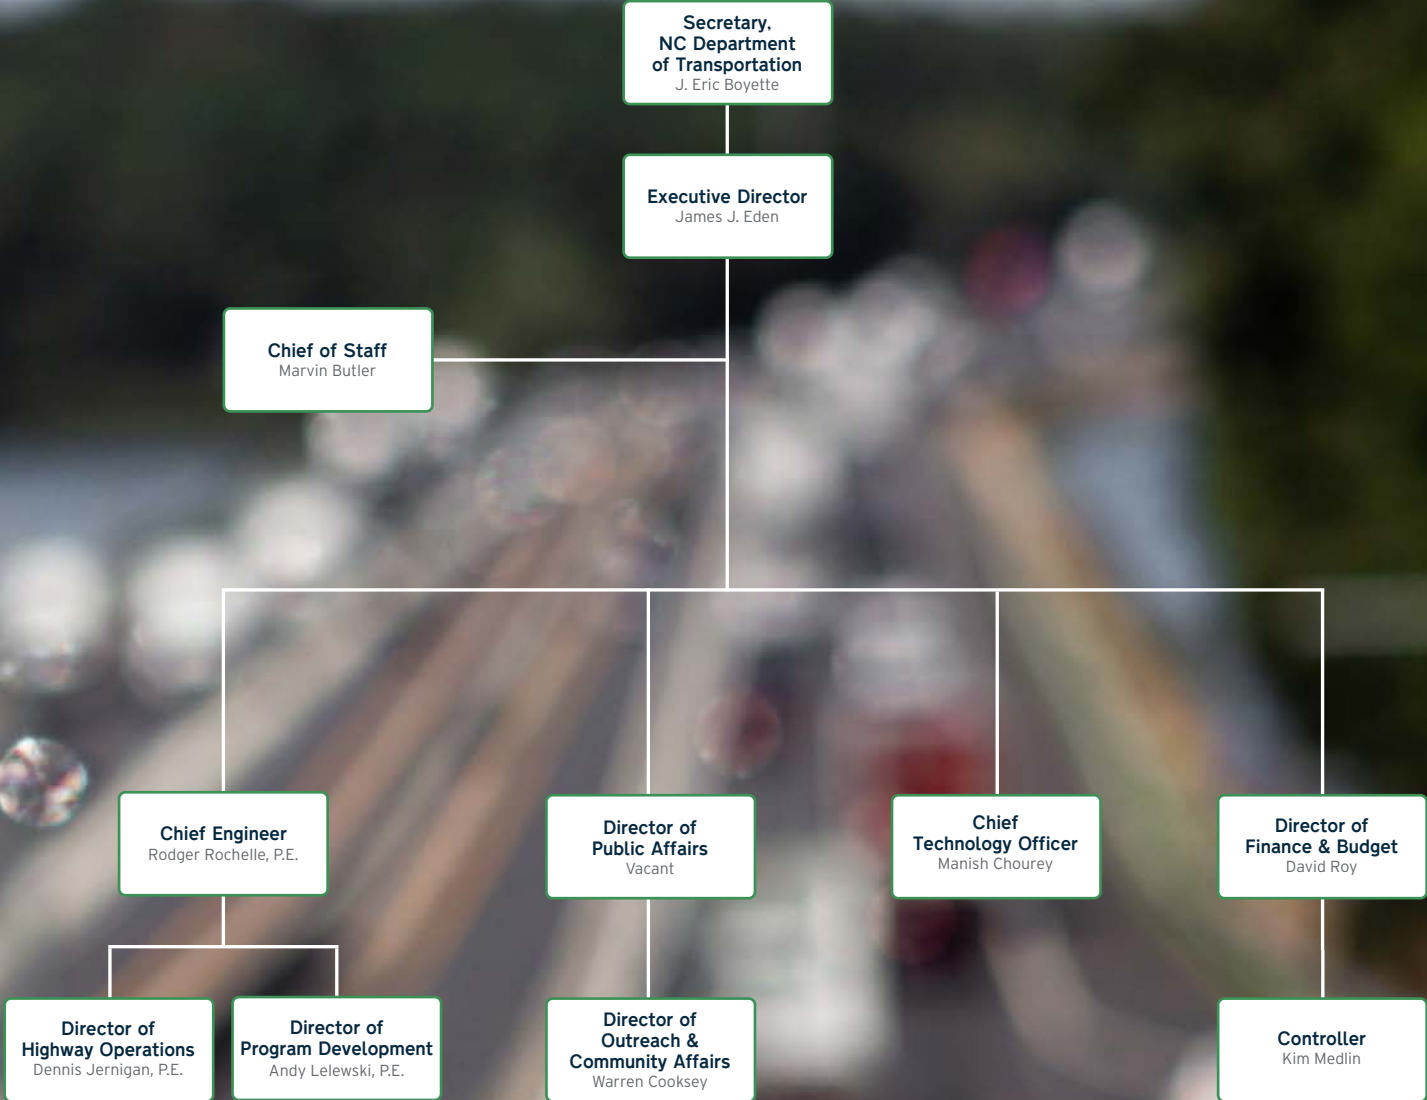 Secretary,
NC Department
of Transportation
J. Eric Boyette
Executive Director
James J. Eden
Chief of Staff
Marvin Butler
Chief Engineer
Rodger Rochelle, P.E.
Director of
Public Affairs
Vacant
Chief
Technology Officer
Manish Chourey
Director of
Finance & Budget
David Roy
Director of
Highway Operations
Dennis Jernigan, P.E.
Director of
Program Development
Andy Lelewski, P.E.
Director of
Outreach &
Community Affairs
Warren Cooksey
Controller
Kim Medlin